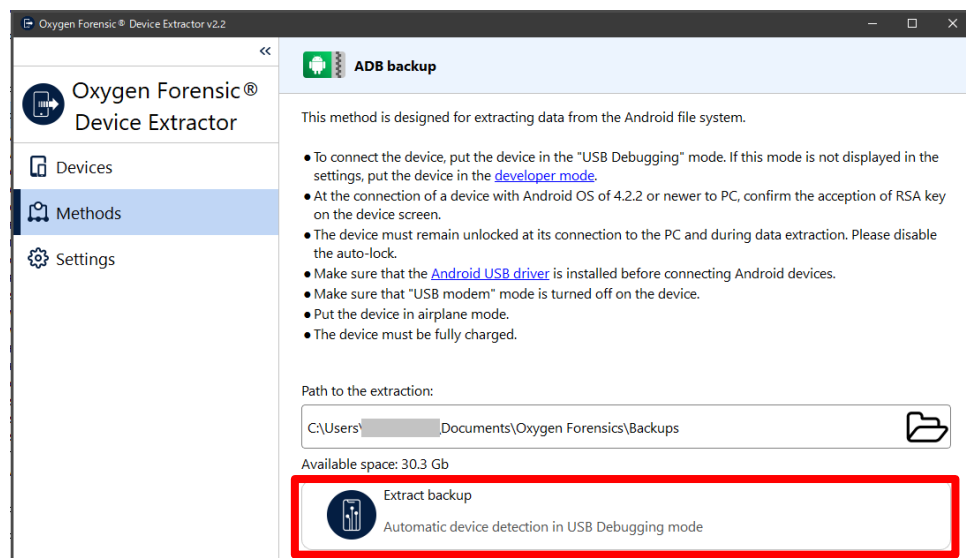 Oxygen Forensic® Device Extractor v2.2
«
ADB backup
Oxygen Forensic®
Device Extractor
Devices
Methods
Settings
This method is designed for extracting data from the Android file system.
● To connect the device, put the device in the "USB Debugging" mode. If this mode is not displayed in the
settings, put the device in the developer mode.
● At the connection of a device with Android OS of 4.2.2 or newer to PC, confirm the acception of RSA key
on the device screen.
● The device must remain unlocked at its connection to the PC and during data extraction. Please disable
the auto-lock.
● Make sure that the Android USB driver is installed before connecting Android devices.
● Make sure that "USB modem" mode is turned off on the device.
● Put the device in airplane mode.
● The device must be fully charged.
Path to the extraction:
C:\Users\ Documents\Oxygen Forensics\Backups
Available space: 30.3 Gb
Extract backup
Automatic device detection in USB Debugging mode